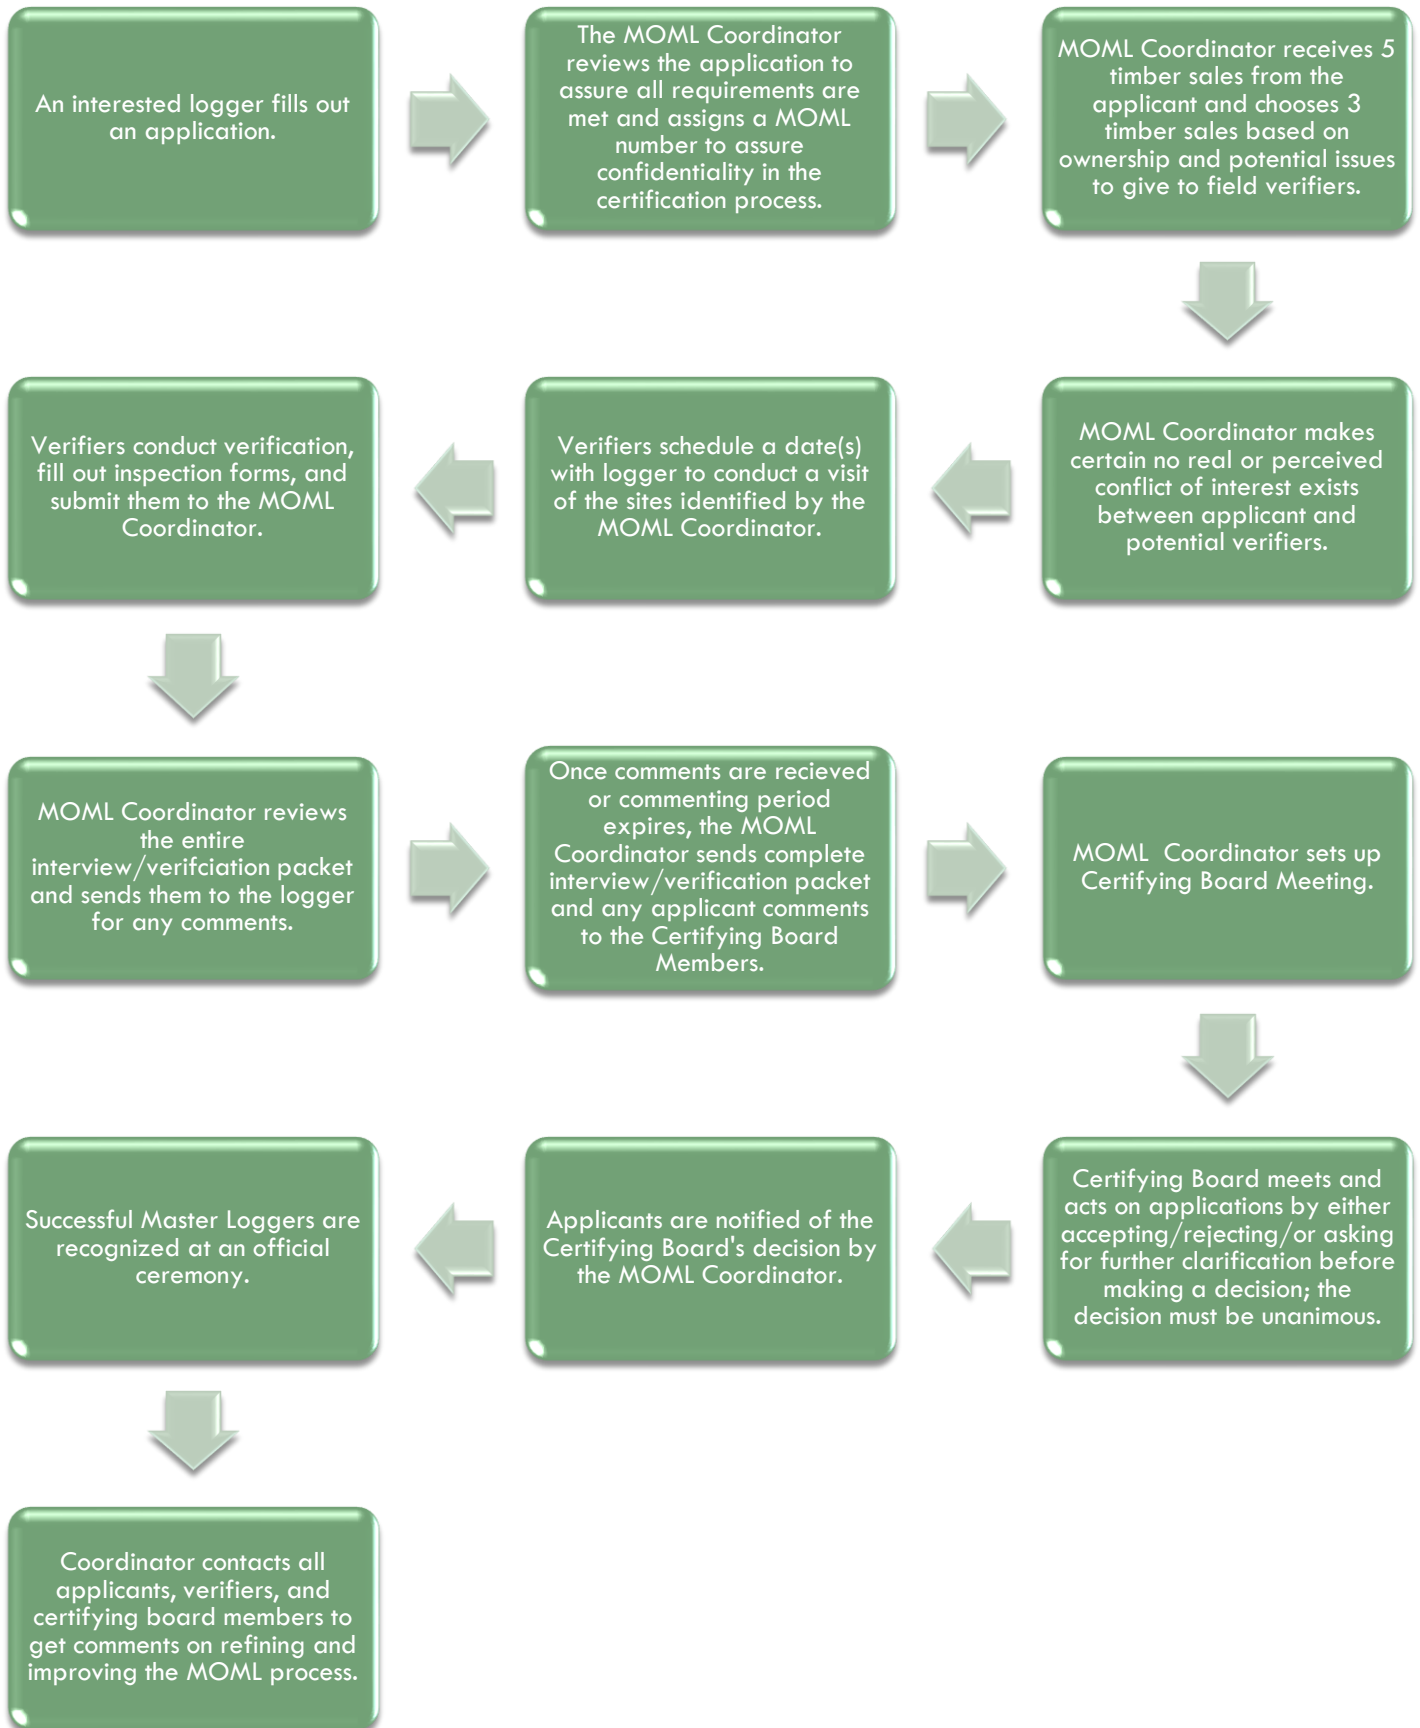 An interested logger fills out
an application.
The MOML Coordinator
reviews the application to
assure all requirements are
met and assigns a MOML
number to assure
confidentiality in the
certification process.
MOML Coordinator receives 5
timber sales from the
applicant and chooses 3
timber sales based on
ownership and potential issues
to give to field verifiers.
MOML Coordinator makes
certain no real or perceived
conflict of interest exists
between applicant and
potential verifiers.
Verifiers schedule a date(s)
with logger to conduct a visit
of the sites identified by the
MOML Coordinator.
Verifiers conduct verification,
fill out inspection forms, and
submit them to the MOML
Coordinator.
MOML Coordinator reviews
the entire
interview/verifciation packet
and sends them to the logger
for any comments.
Once comments are recieved
or commenting period
expires, the MOML
Coordinator sends complete
interview/verification packet
and any applicant comments
to the Certifying Board
Members.
MOML  Coordinator sets up
Certifying Board Meeting.
Certifying Board meets and
acts on applications by either
accepting/rejecting/or asking
for further clarification before
making a decision; the
decision must be unanimous.
Applicants are notified of the
Certifying Board's decision by
the MOML Coordinator.
Successful Master Loggers are
recognized at an official
ceremony.
Coordinator contacts all
applicants, verifiers, and
certifying board members to
get comments on refining and
improving the MOML process.